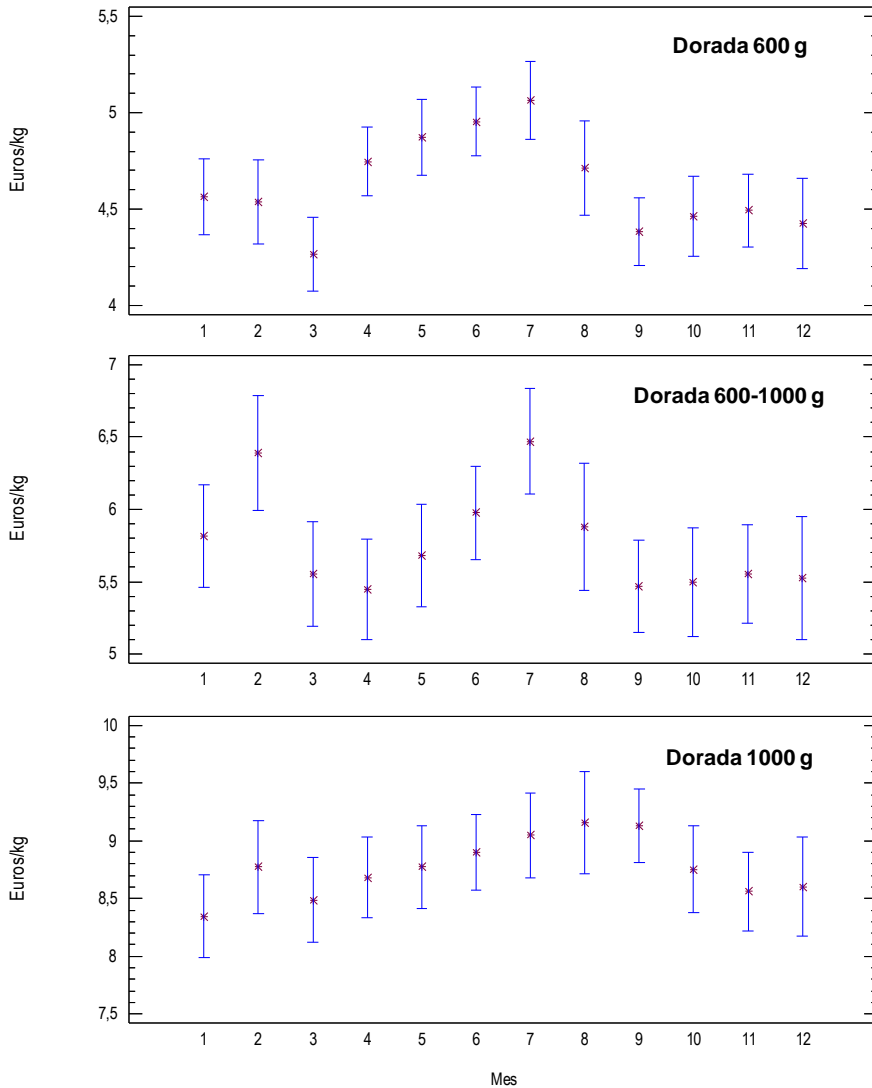 5,5
Dorada 600 g
5
Euros/kg
4,5
4
1 2 3 4 5 6 7 8 9 10 11 12
7
Dorada 600-1000 g
6,5
Euros/kg
6
5,5
5
1 2 3 4 5 6 7 8 9 10 11 12
10
Dorada 1000 g
9,5
9
Euros/kg
8,5
8
7,5
1 2 3 4 5 6 7 8 9 10 11 12
Mes